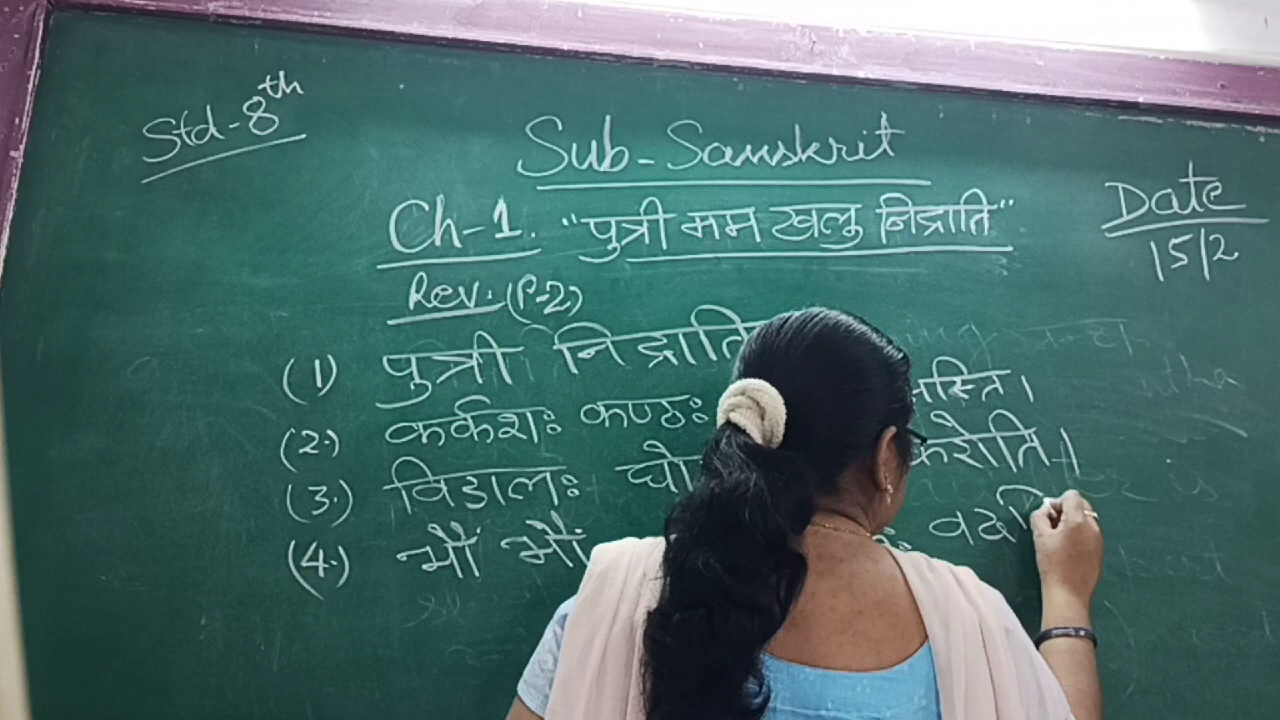 Std-8th
Sub-Sanskrit
Date
15/2
Ch-1. "पुत्री मम खलु निद्राति"
Rev. (P-2)
(1) पुत्री निद्राति
(2.) कर्कशः कण्ठः
(3.) विडालः करोति।
(4.) भौं भौं